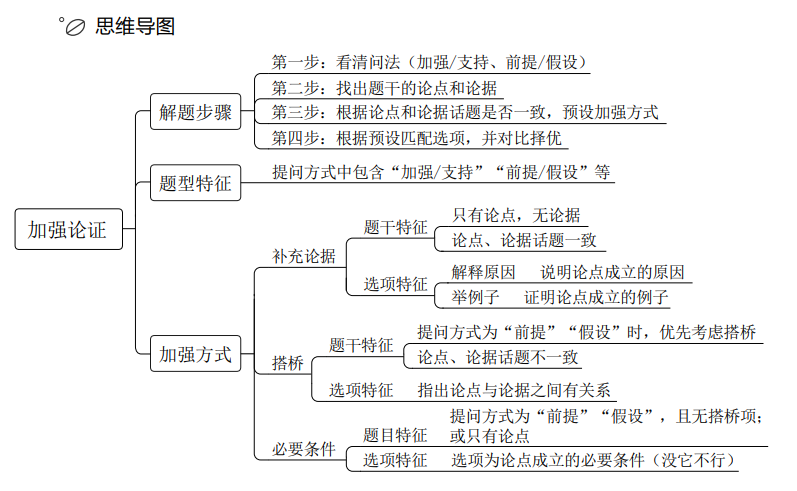 思维导图
第一步：看清问法（加强/支持、前提/假设）
第二步：找出题干的论点和论据
解题步骤
第三步：根据论点和论据话题是否一致，预设加强方式
第四步：根据预设匹配选项，并对比择优
题型特征
提问方式中包含“加强/支持”“前提/假设”等
加强论证
只有论点，无论据
题干特征
论点、论据话题一致
补充论据
解释原因 说明论点成立的原因
选项特征
举例子 证明论点成立的例子
加强方式
提问方式为“前提”“假设”时，优先考虑搭桥
题干特征
论点、论据话题不一致
搭桥
选项特征 指出论点与论据之间有关系
提问方式为“前提”“假设”，且无搭桥项；
题目特征
或只有论点
必要条件
选项特征 选项为论点成立的必要条件（没它不行）